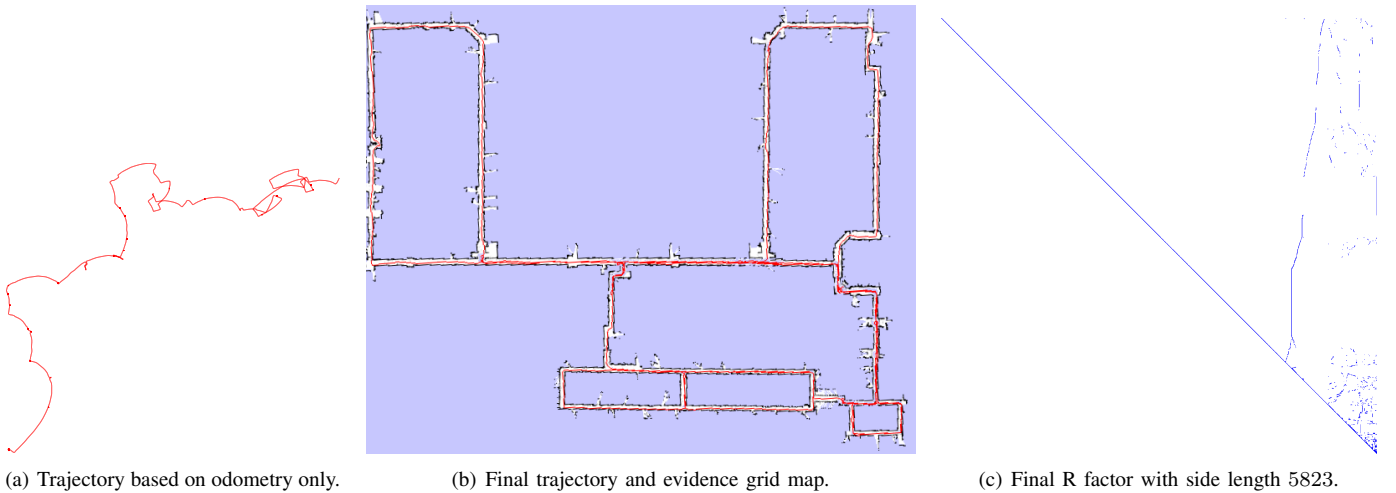 (a) Trajectory based on odometry only.
(b) Final trajectory and evidence grid map.
(c) Final R factor with side length 5823.